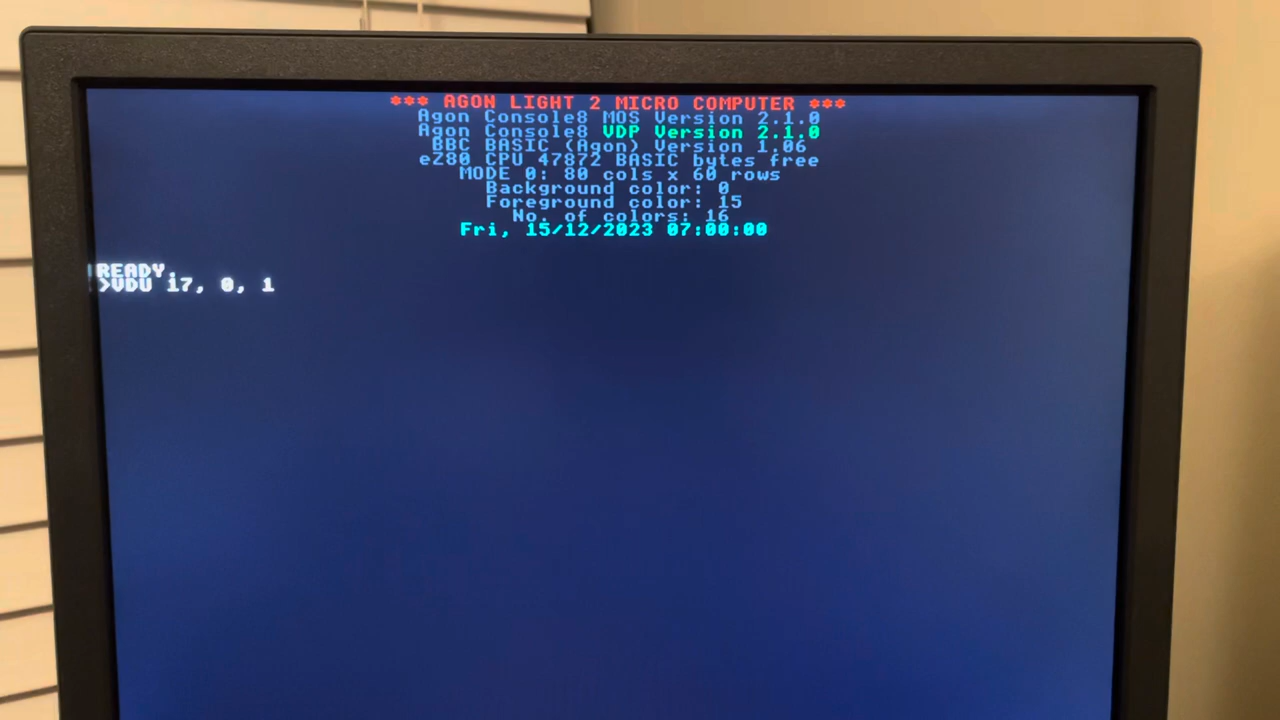 *** AGON LIGHT 2 MICRO COMPUTER ***
Agon Console8 MOS Version 2.1.0
Agon Console8 VDP Version 2.1.0
BBC BASIC (Agon) Version 1.06
eZ80 CPU 47872 BASIC bytes free
MODE 0: 80 cols x 60 rows
Background color: 0
Foreground color: 15
No. of colors: 16
Fri, 15/12/2023 07:00:00
READY.
>VDU i7, 0, 1